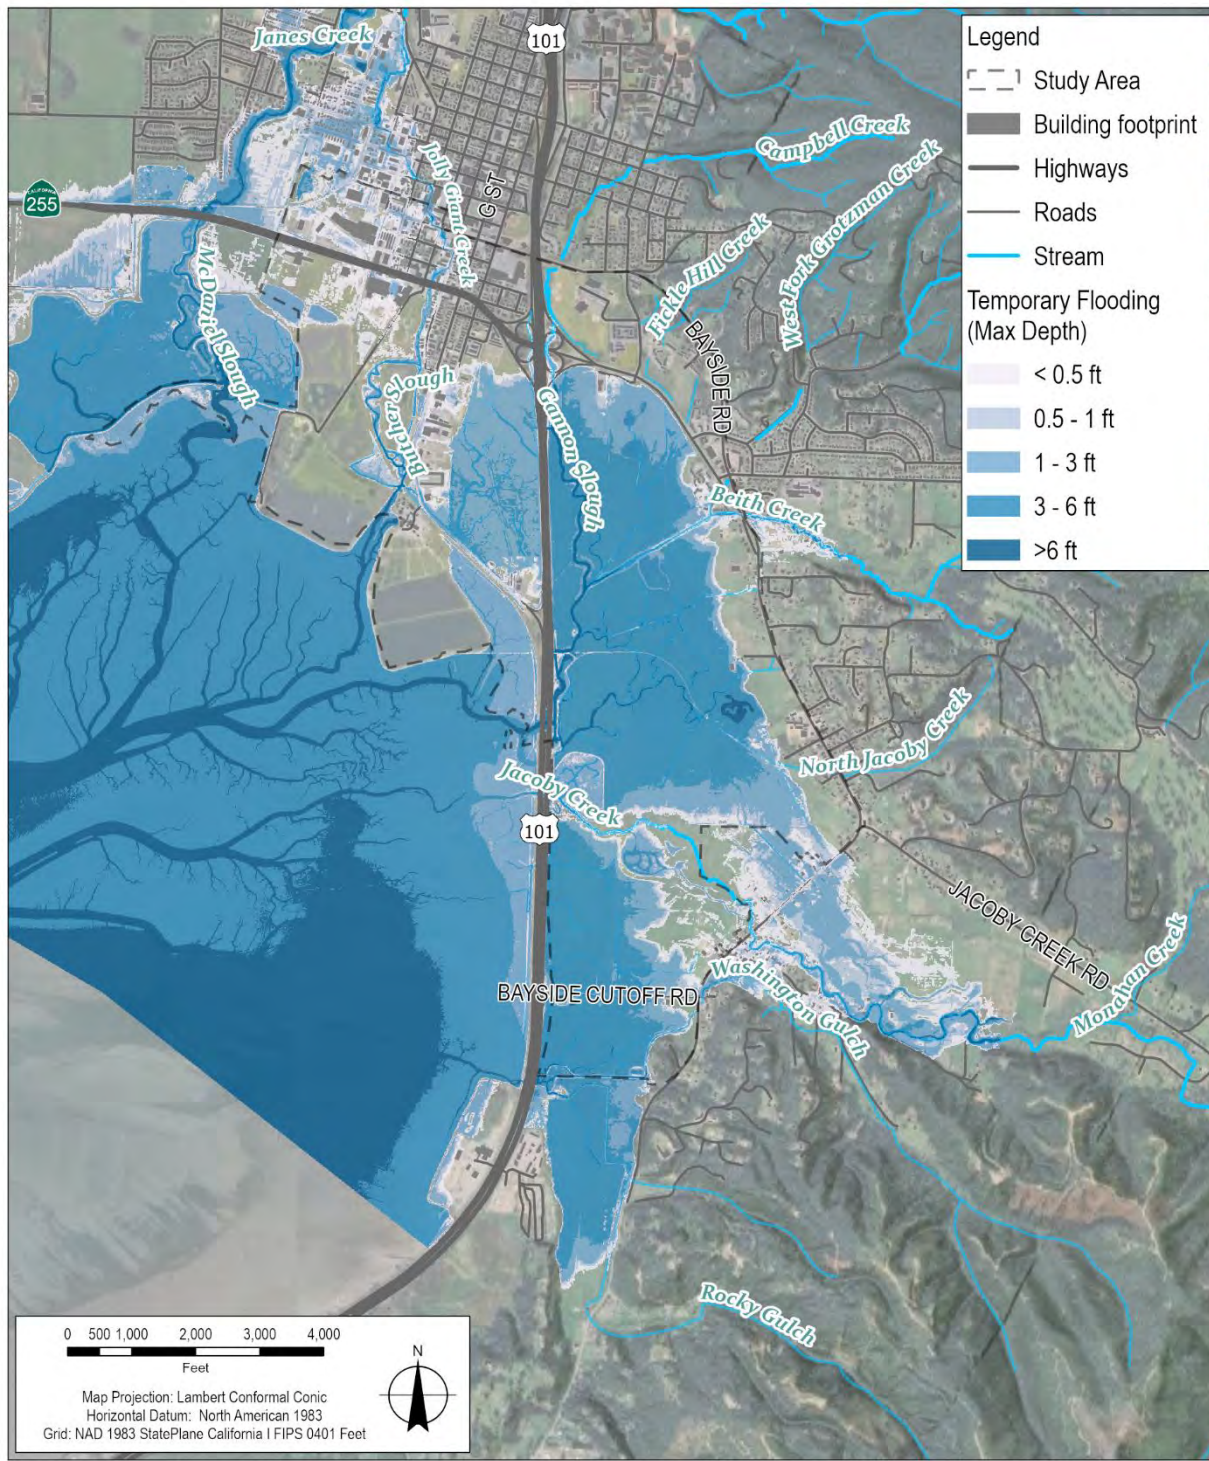 Janes Creek
101
Legend
Study Area
Building footprint
Highways
Roads
Stream
Temporary Flooding
(Max Depth)
< 0.5 ft
0.5 - 1 ft
1 - 3 ft
3 - 6 ft
>6 ft
Campbell Creek
Jolly Giant Creek
G ST
CALIFORNIA
255
West Fork Grotzman Creek
Fickle Hill Creek
McDaniel Slough
BAYSIDE RD
Butchers Slough
Gannon Slough
Beith Creek
North Jacoby Creek
Jacoby Creek
101
JACOBY CREEK RD
Washington Gulch
BAYSIDE CUTOFF RD
Mondvan Creek
Rocky Gulch
0 500 1,000 2,000 3,000 4,000
Feet
N
Map Projection: Lambert Conformal Conic
Horizontal Datum: North American 1983
Grid: NAD 1983 StatePlane California I FIPS 0401 Feet